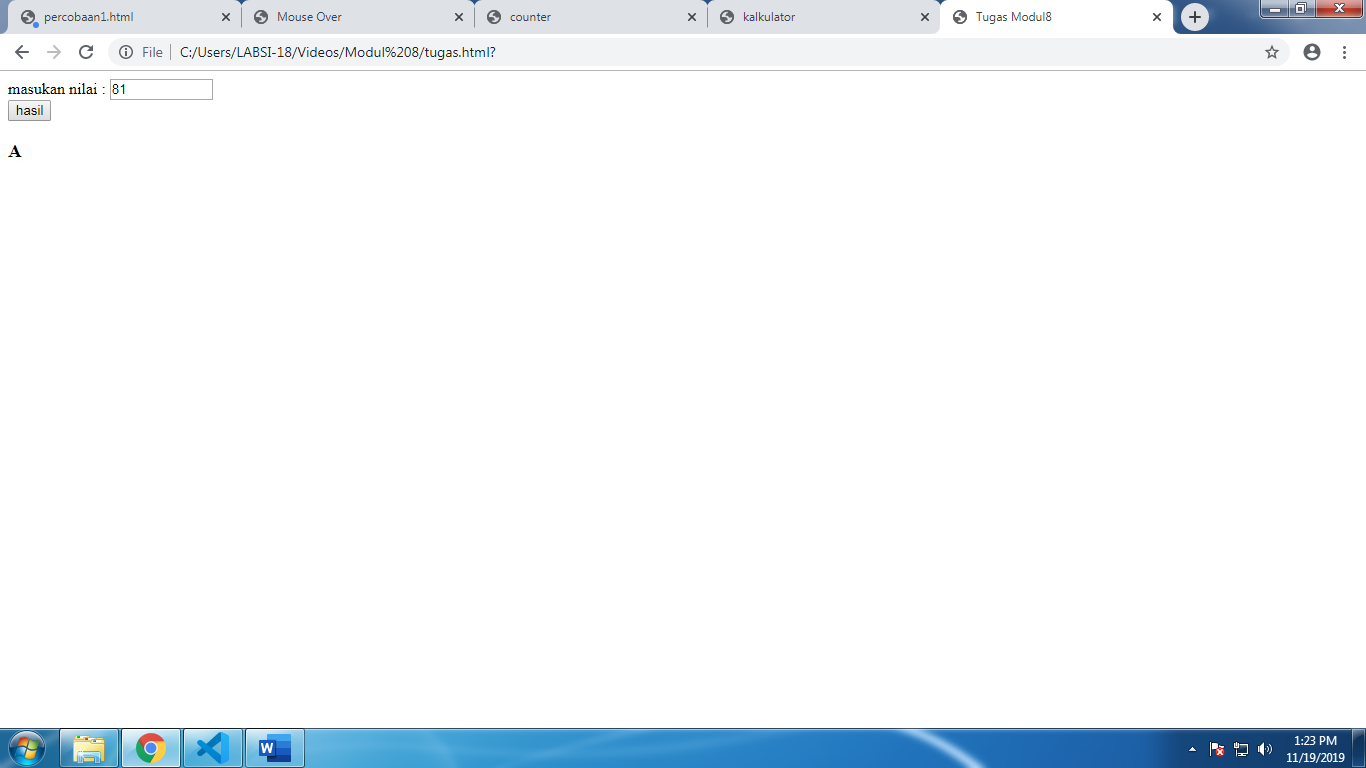 percobaan1.html
Mouse Over
counter
kalkulator
Tugas Modul8
File
C:/Users/LABSI-18/Videos/Modul%208/tugas.html?
masukan nilai : 81
hasil
A
W
1:23 PM
11/19/2019